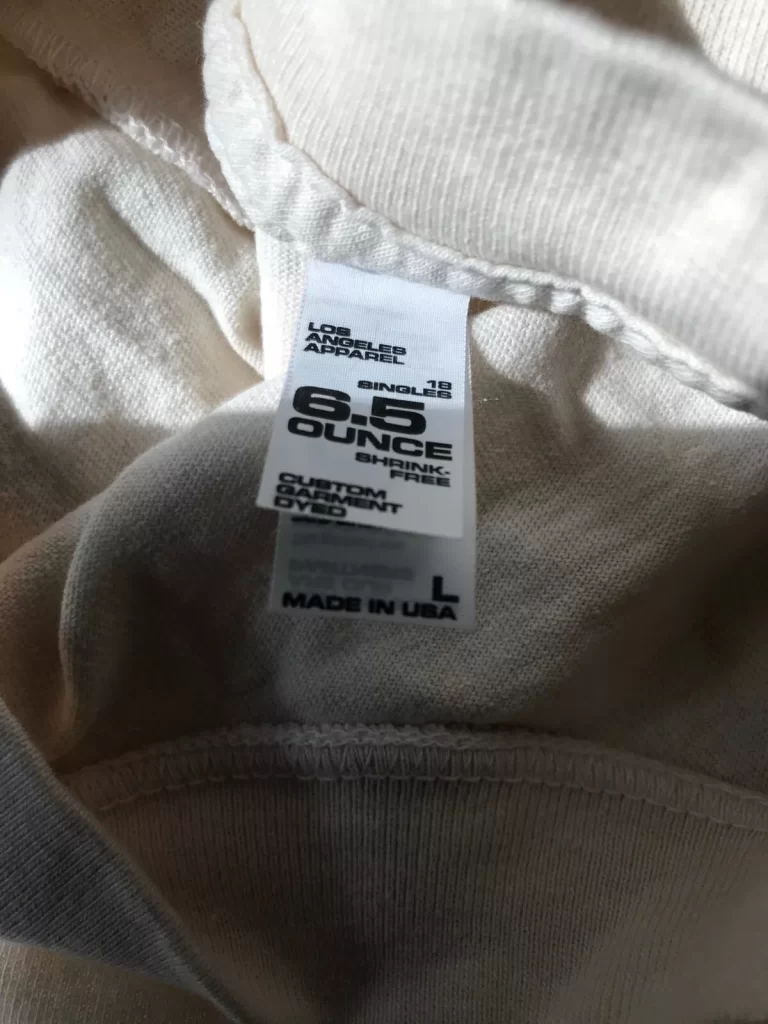 LOS
ANGELES
APPAREL
18
SINGLES
6.5
OUNCE
SHRINK-
FREE
CUSTOM
GARMENT
DYED
L
MADE IN USA